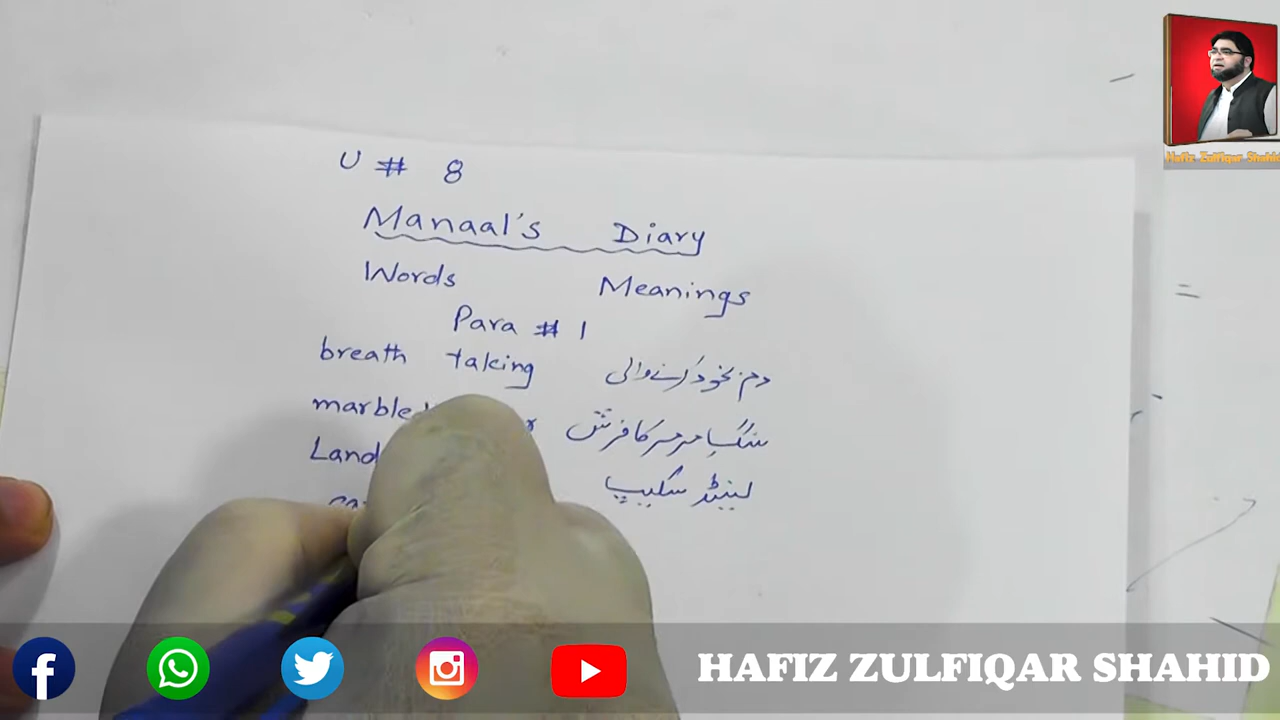 U # 8
Manaal's Diary
Words Meanings
Para # 1
breath taking دم بخود کرنے والی
marble سنگِ مرمر کا فرش
Land لینڈ سکیپ
HAFIZ ZULFIQAR SHAHID
Hafiz Zulfiqar Shahid